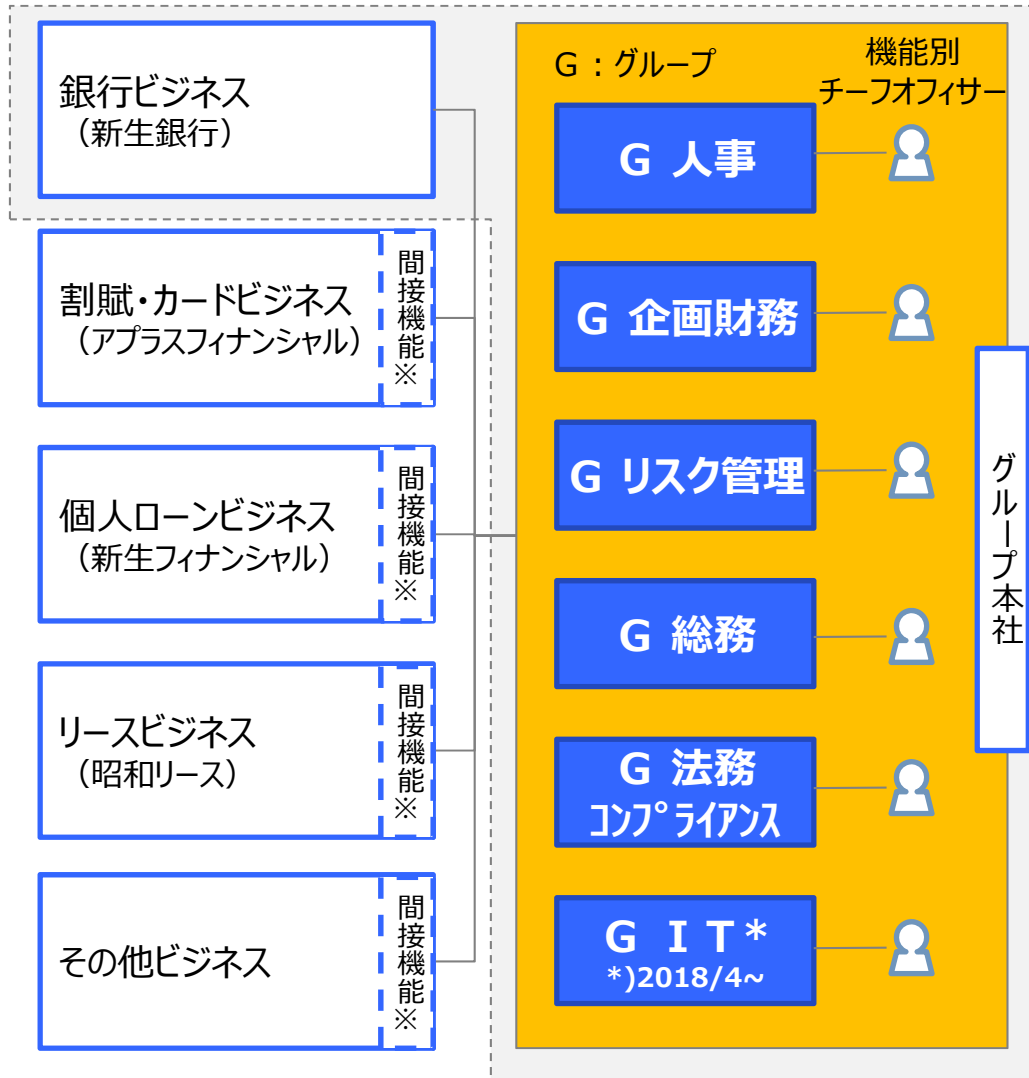 銀行ビジネス
（新生銀行）
割賦・カードビジネス
（アプラスフィナンシャル）
間接機能※
個人ローンビジネス
（新生フィナンシャル）
間接機能※
リースビジネス
（昭和リース）
間接機能※
その他ビジネス
間接機能※
G：グループ
機能別
チーフオフィサー
G 人事
G 企画財務
G リスク管理
G 総務
G 法務
コンプライアンス
G ＩＴ*
*)2018/4~
グループ本社